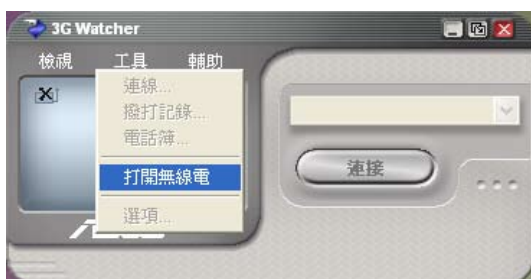 3G Watcher
檢視 工具 輔助
連線...
撥打記錄...
電話簿...
打開無線電
選項...
連接